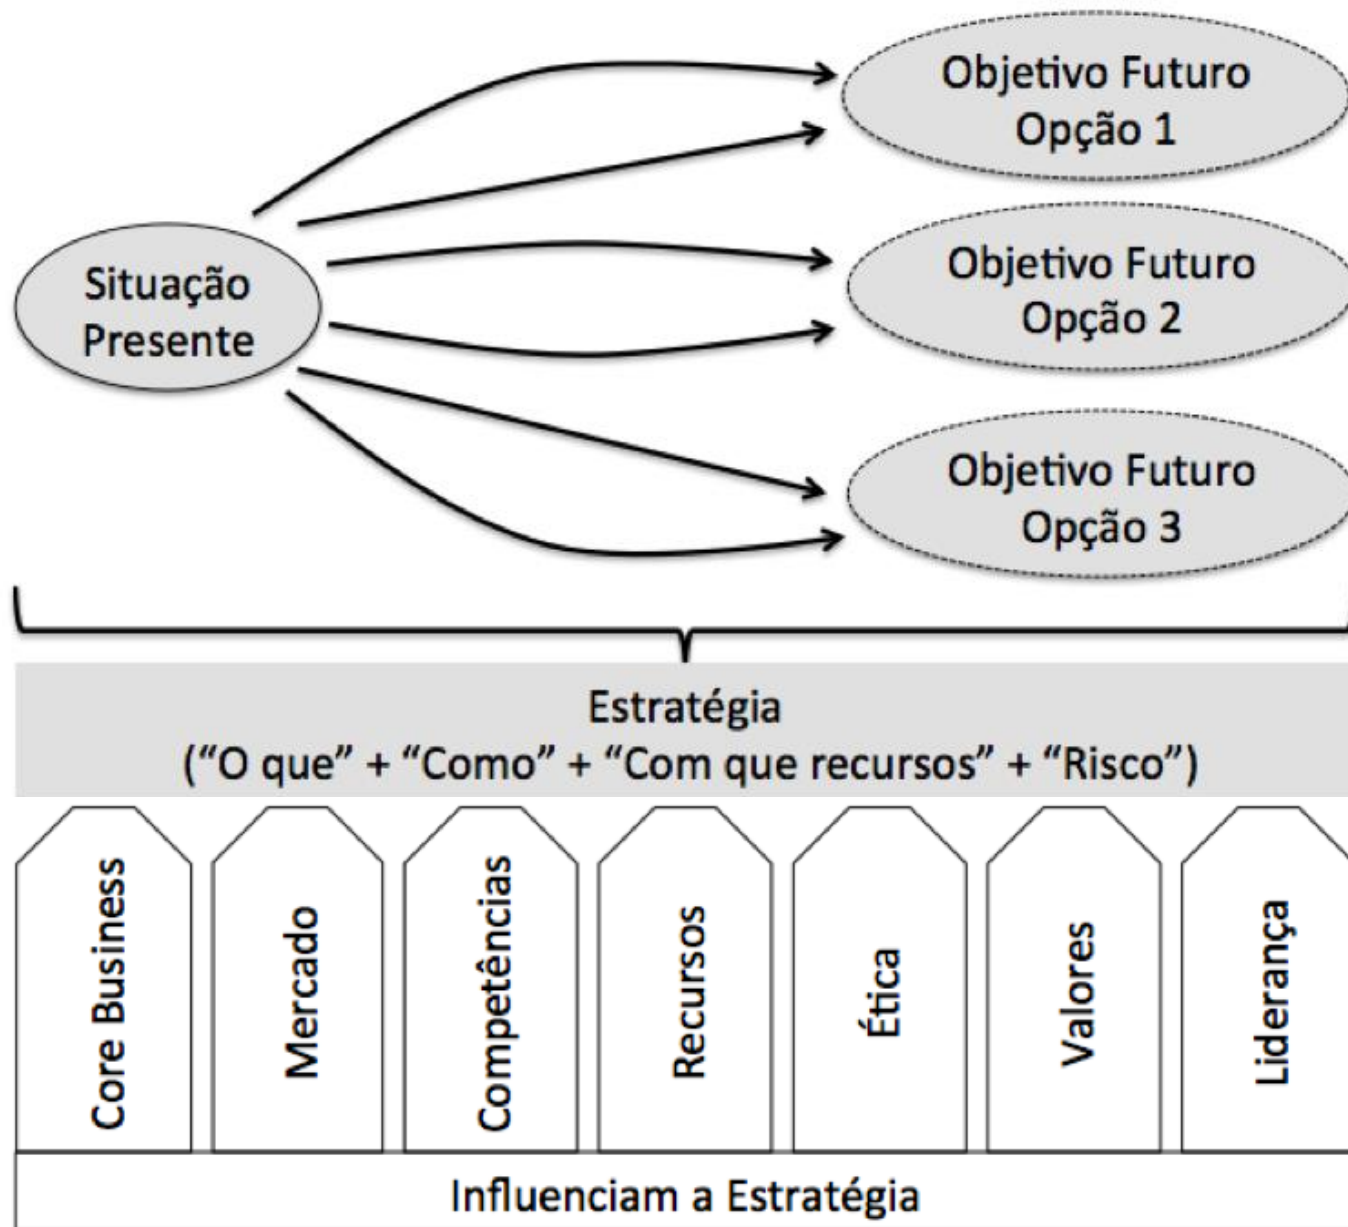 Objetivo Futuro
Opção 1
Situação
Presente
Objetivo Futuro
Opção 2
Objetivo Futuro
Opção 3
Estratégia
(“O que” + “Como” + “Com que recursos” + “Risco”)
Core Business
Mercado
Competências
Recursos
Ética
Valores
Liderança
Influenciam a Estratégia